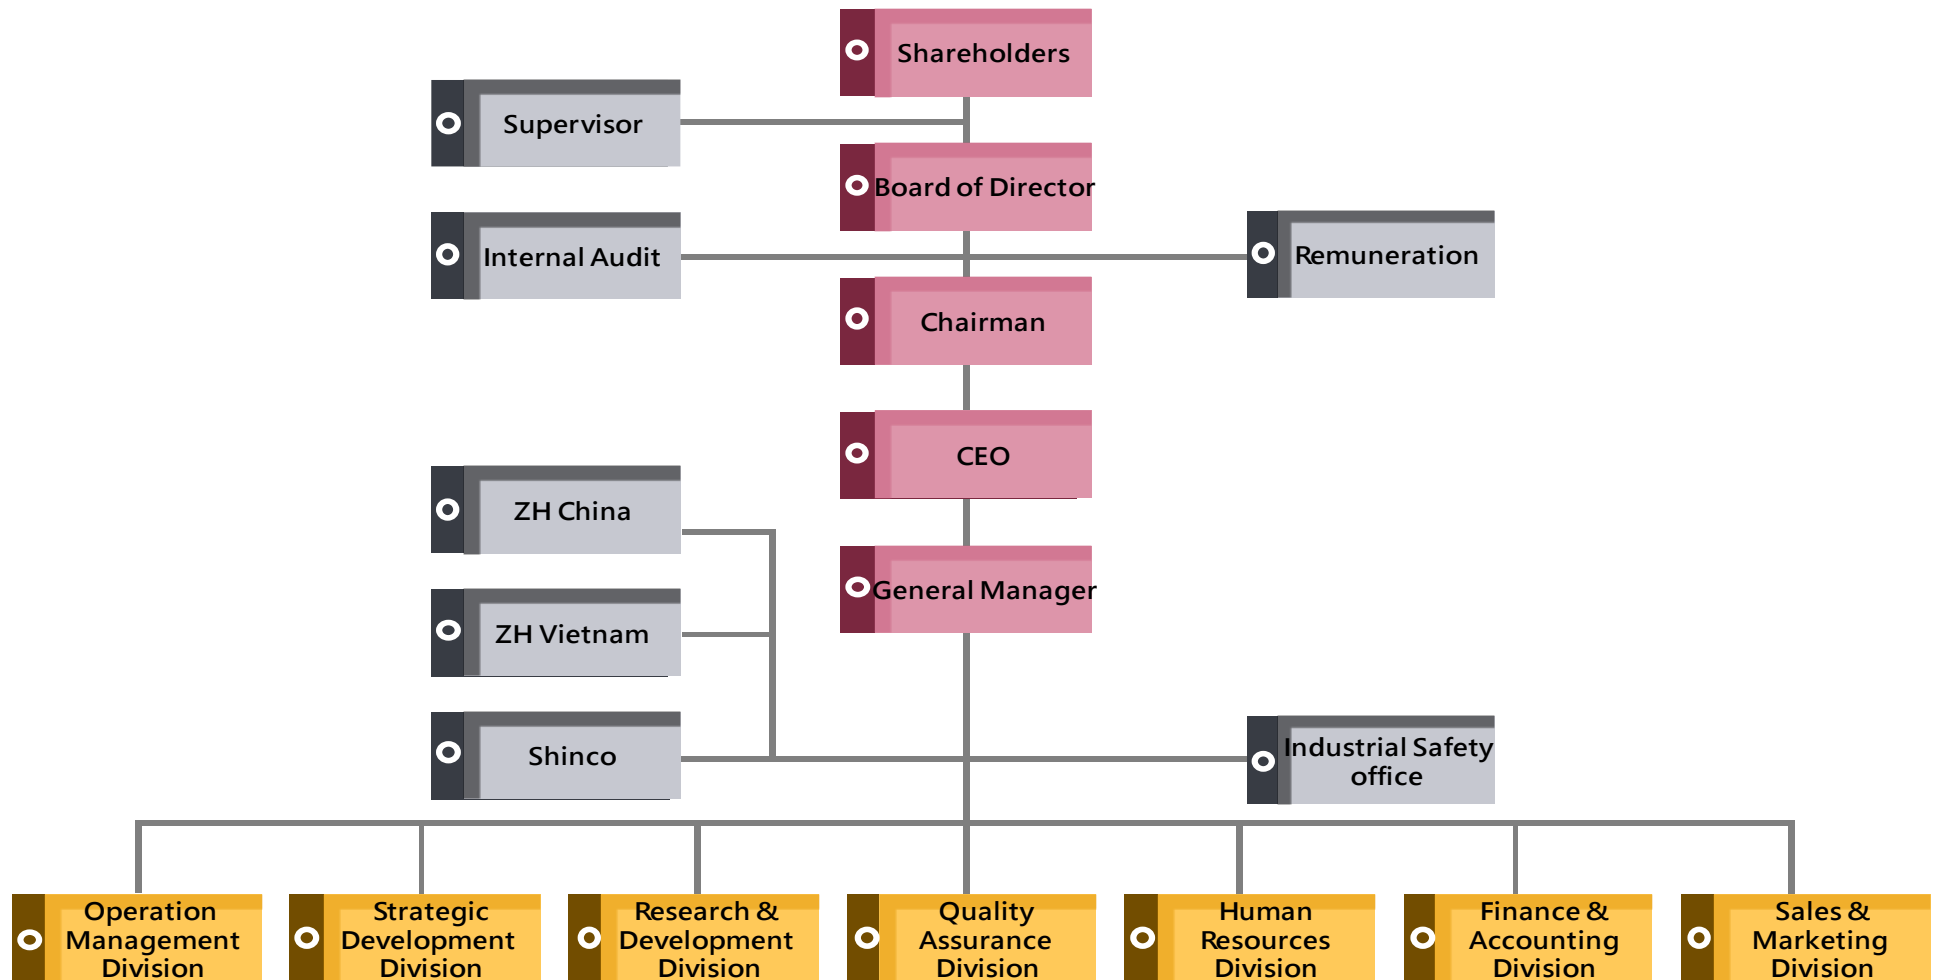 Shareholders
Supervisor
Board of Director
Internal Audit
Remuneration
Chairman
CEO
ZH China
General Manager
ZH Vietnam
Shinco
Industrial Safety
office
Operation
Management
Division
Strategic
Development
Division
Research &
Development
Division
Quality
Assurance
Division
Human
Resources
Division
Finance &
Accounting
Division
Sales &
Marketing
Division